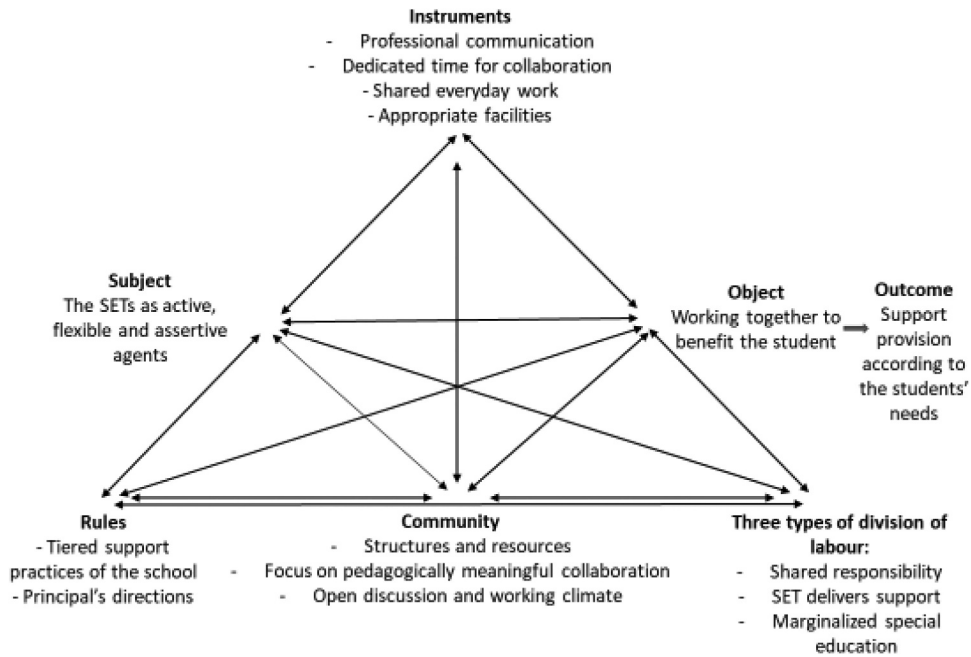 Instruments
- Professional communication
- Dedicated time for collaboration
- Shared everyday work
- Appropriate facilities
Subject
The SETs as active,
flexible and assertive
agents
Object
Working together to
benefit the student
Outcome
Support
provision
according to
the students'
needs
Rules
- Tiered support
practices of the school
- Principal's directions
Community
- Structures and resources
- Focus on pedagogically meaningful collaboration
- Open discussion and working climate
Three types of division of
labour:
- Shared responsibility
- SET delivers support
- Marginalized special
education